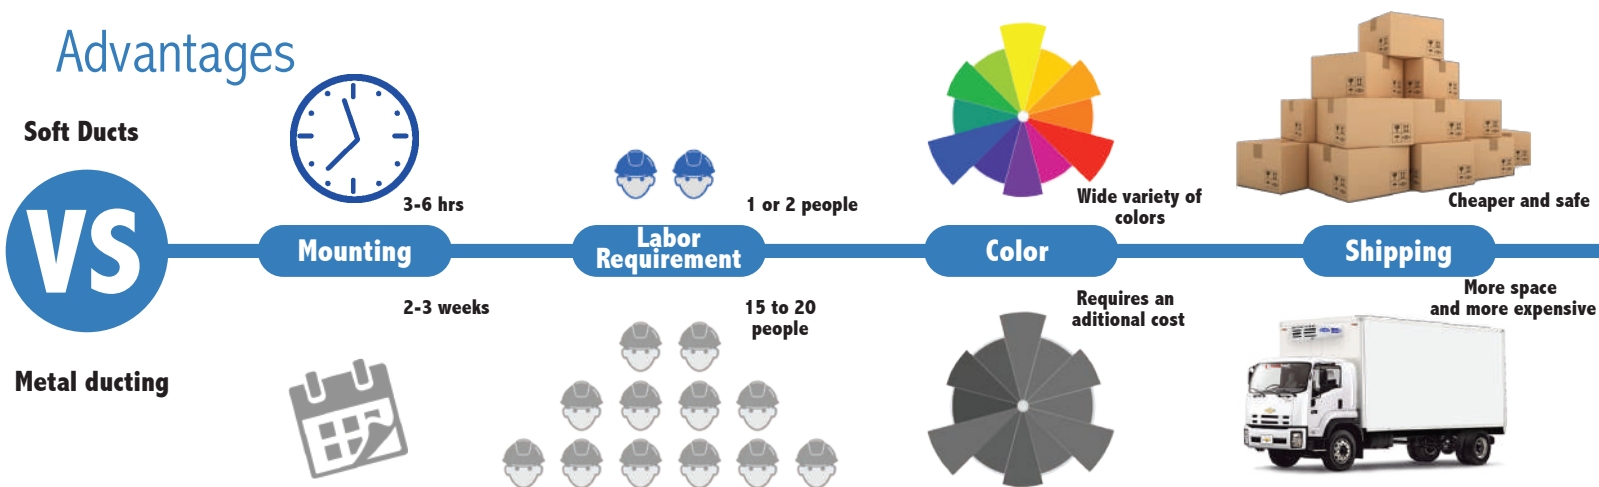 Advantages
Soft Ducts
VS
Metal ducting
3-6 hrs
Mounting
2-3 weeks
1 or 2 people
Labor
Requirement
15 to 20
people
Wide variety of
colors
Color
Requires an
aditional cost
Cheaper and safe
Shipping
More space
and more expensive